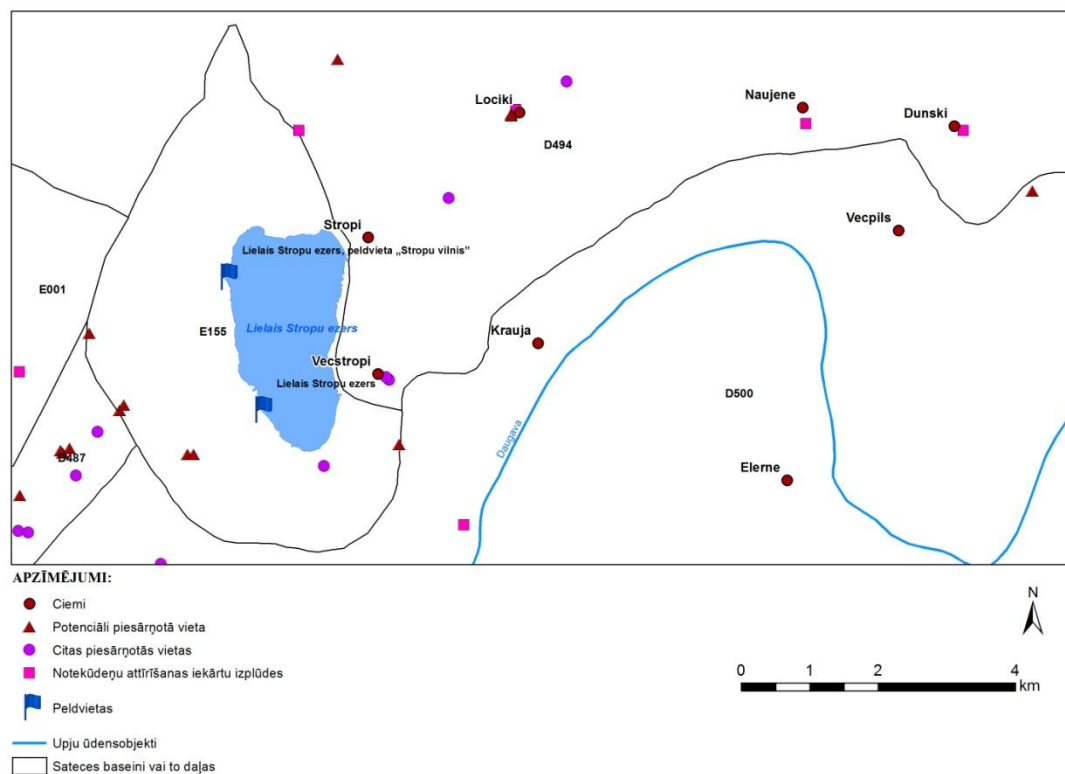 Lociki
Naujene
Dunski
D494
Stropi
Vecpils
Lielais Stropu ezers, peldvieta „Stropu vilnis”
E001
E155
Lielais Stropu ezers
Krauja
Vecstropi
Lielais Stropu ezers
D500
Daugava
D487
Elerne
APZĪMĒJUMI:
Ciemi
Potenciāli piesārņotā vieta
Citas piesārņotās vietas
Notekūdeņu attīrīšanas iekārtu izplūdes
Peldvietas
Upju ūdensobjekti
Sateces baseini vai to daļas
N
0 1 2 4
km